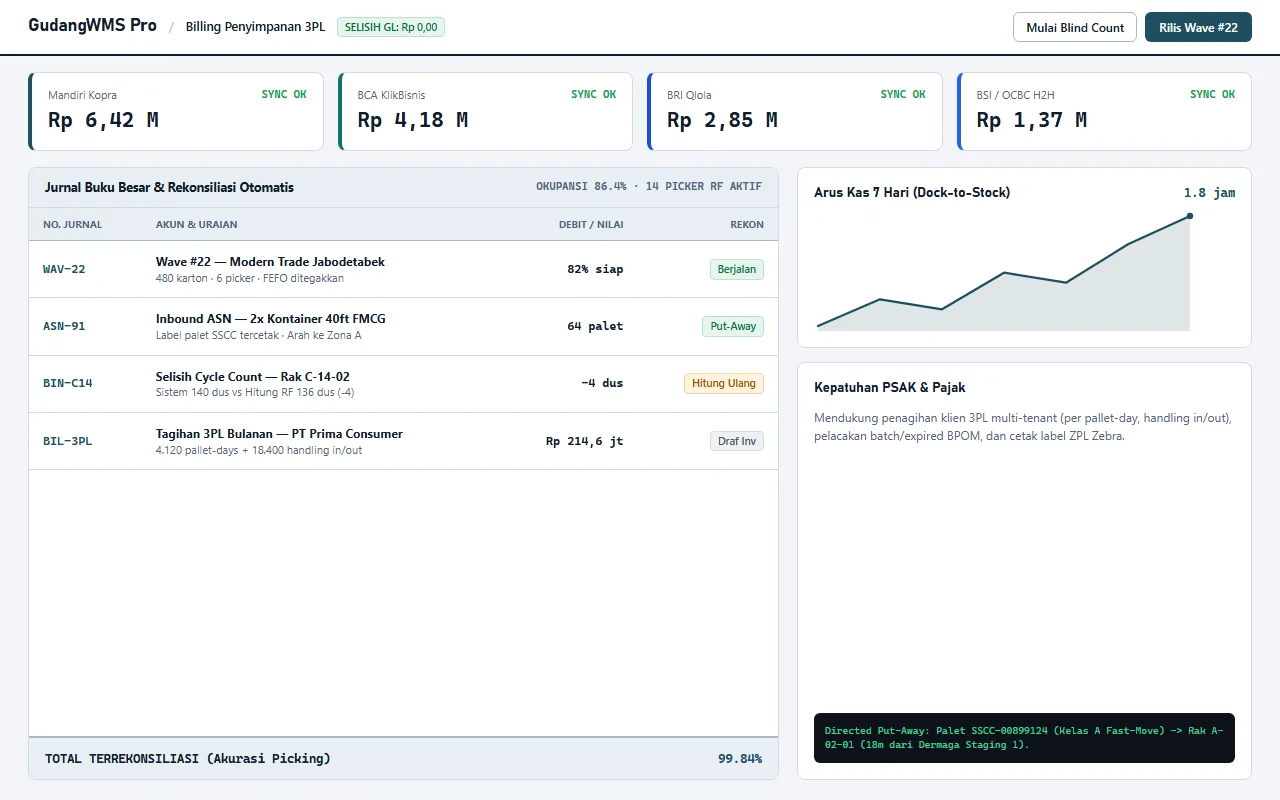 GudangWMS Pro / Billing Penyimpanan 3PL SELISIH GL: Rp 0,00 Mulai Blind Count Rilis Wave #22
Mandiri Kopra SYNC OK
Rp 6,42 M
BCA KlikBisnis SYNC OK
Rp 4,18 M
BRI Qlola SYNC OK
Rp 2,85 M
BSI / OCBC H2H SYNC OK
Rp 1,37 M
Jurnal Buku Besar & Rekonsiliasi Otomatis OKUPANSI 86.4% · 14 PICKER RF AKTIF
NO. JURNAL AKUN & URAIAN DEBIT / NILAI REKON
WAV-22 Wave #22 — Modern Trade Jabodetabek 82% siap Berjalan
480 karton · 6 picker · FEFO ditegakkan
ASN-91 Inbound ASN — 2x Kontainer 40ft FMCG 64 palet Put-Away
Label palet SSCC tercetak · Arah ke Zona A
BIN-C14 Selisih Cycle Count — Rak C-14-02 -4 dus Hitung Ulang
Sistem 140 dus vs Hitung RF 136 dus (-4)
BIL-3PL Tagihan 3PL Bulanan — PT Prima Consumer Rp 214,6 jt Draf Inv
4.120 pallet-days + 18.400 handling in/out
TOTAL TERREKONSILIASI (Akurasi Picking) 99.84%
Arus Kas 7 Hari (Dock-to-Stock) 1.8 jam
Kepatuhan PSAK & Pajak
Mendukung penagihan klien 3PL multi-tenant (per pallet-day, handling in/out),
pelacakan batch/expired BPOM, dan cetak label ZPL Zebra.
Directed Put-Away: Palet SSCC-00899124 (Kelas A Fast-Move) -> Rak A-
02-01 (18m dari Dermaga Staging 1).